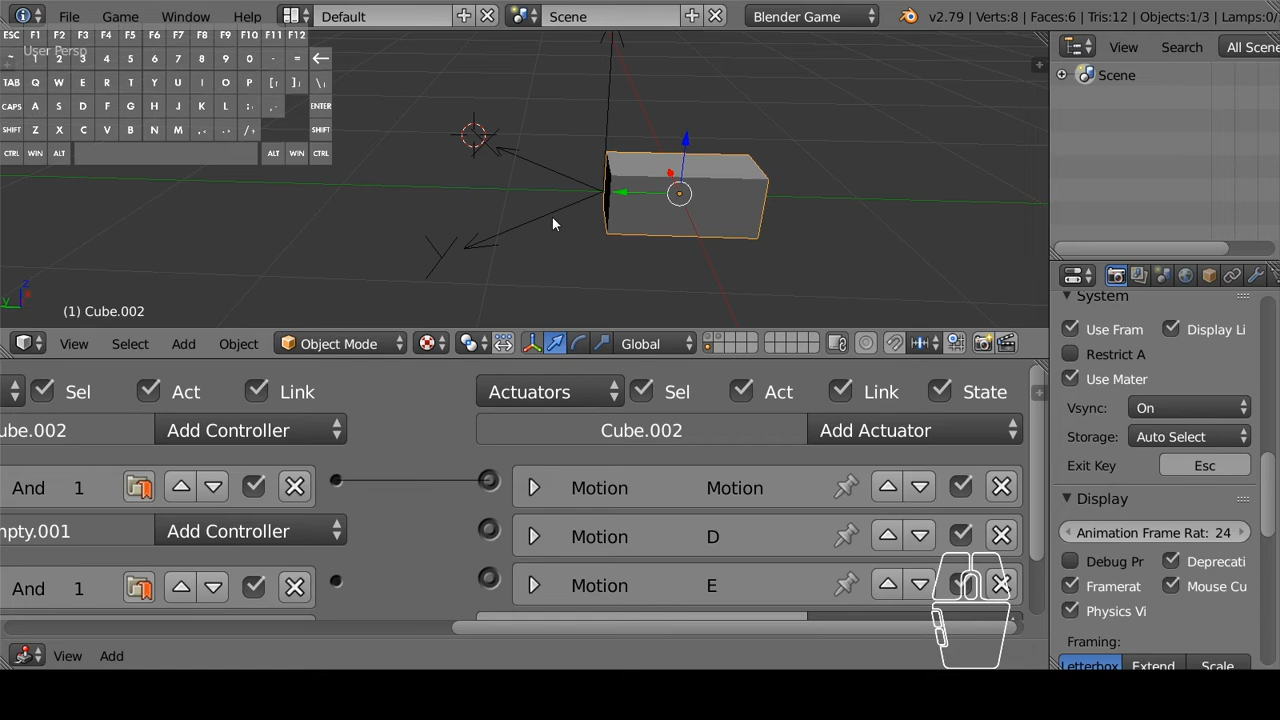 File Game Window Help Default Scene Blender Game v2.79 | Verts:8 | Faces:6 | Tris:12 | Objects:1/3 | Lamps:0/
ESC F1 F2 F3 F4 F5 F6 F7 F8 F9 F10 F11 F12
User Persp
~ 1 2 3 4 5 6 7 8 9 0 - =
TAB Q W E R T Y U I O P [ ] \
CAPS A S D F G H J K L ; ENTER
SHIFT Z X C V B N M , . / SHIFT
CTRL WIN ALT ALT WIN CTRL
Y
z
y
(1) Cube.002
View Search All Scene
Scene
View Select Add Object Object Mode Global
Sel Act Link Actuators Sel Act Link State
ube.002 Add Controller Cube.002 Add Actuator
And 1 Motion Motion
npty.001 Add Controller Motion D
And 1 Motion E
View Add
System
Use Fram Display Li
Restrict A
Use Mater
Vsync: On
Storage: Auto Select
Exit Key Esc
Display
Animation Frame Rat: 24
Debug Pr Deprecati
Framerat Mouse Cu
Physics Vi
Framing:
Letterbox Extend Scale